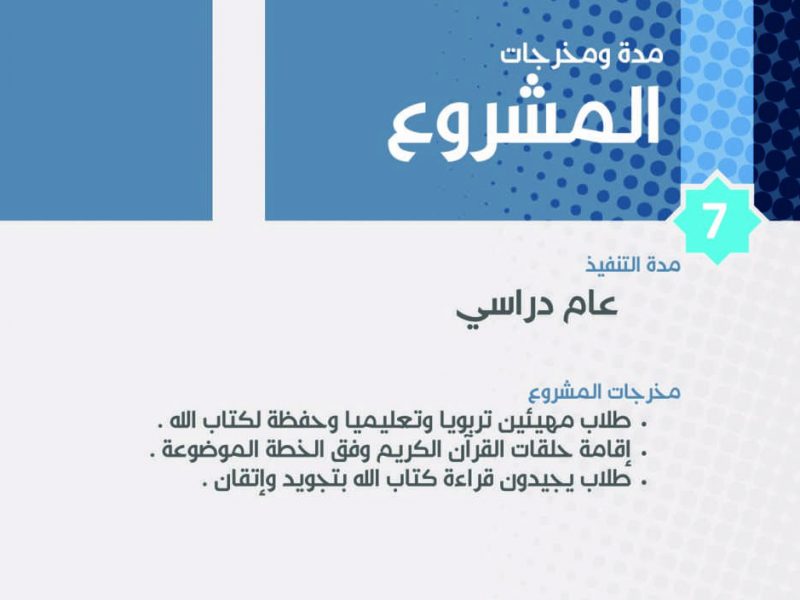 مدة ومخرجات
المشروع
7
مدة التنفيذ
عام دراسي
مخرجات المشروع
• طلاب مهيئين تربويا وتعليميا وحفظة لكتاب الله .
• إقامة حلقات القرآن الكريم وفق الخطة الموضوعة .
• طلاب يجيدون قراءة كتاب الله بتجويد وإتقان .